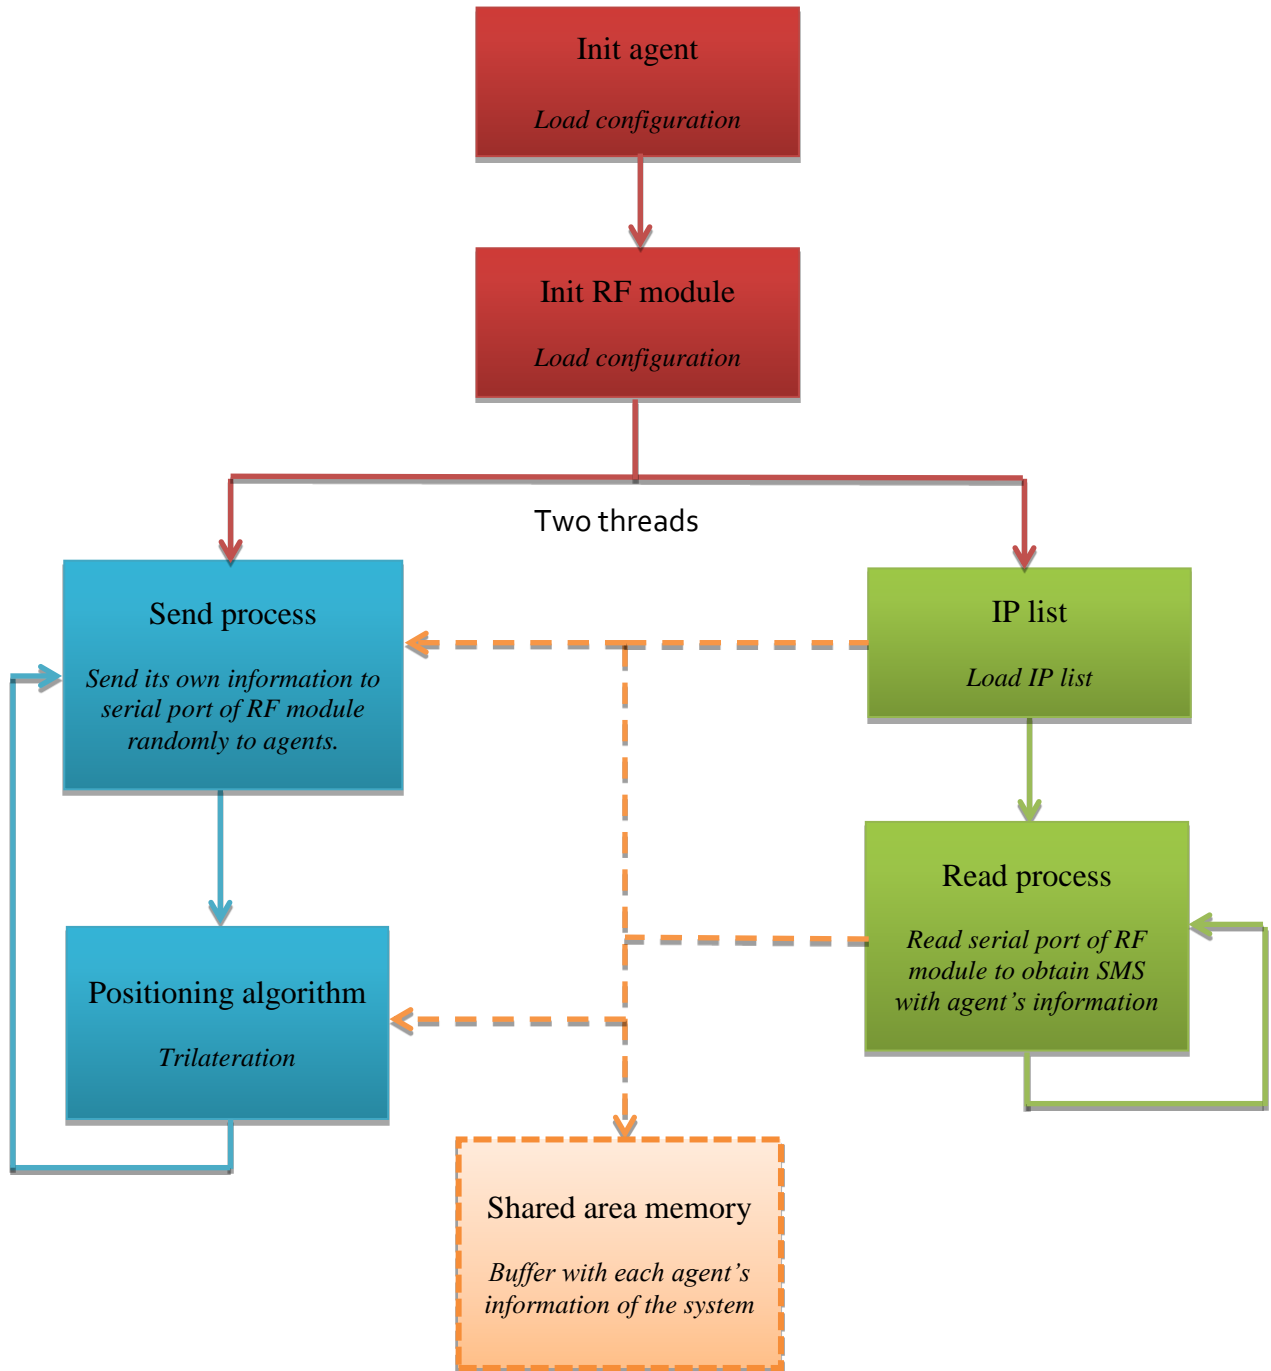 Init agent
Load configuration
Init RF module
Load configuration
Two threads
Send process
Send its own information to
serial port of RF module
randomly to agents.
IP list
Load IP list
Read process
Read serial port of RF
module to obtain SMS
with agent’s information
Positioning algorithm
Trilateration
Shared area memory
Buffer with each agent’s
information of the system